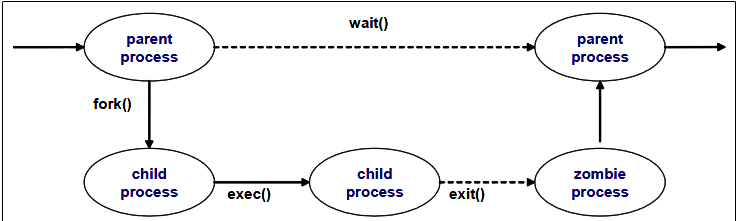 wait()
parent
process
parent
process
fork()
child
process
exec()
child
process
exit()
zombie
process